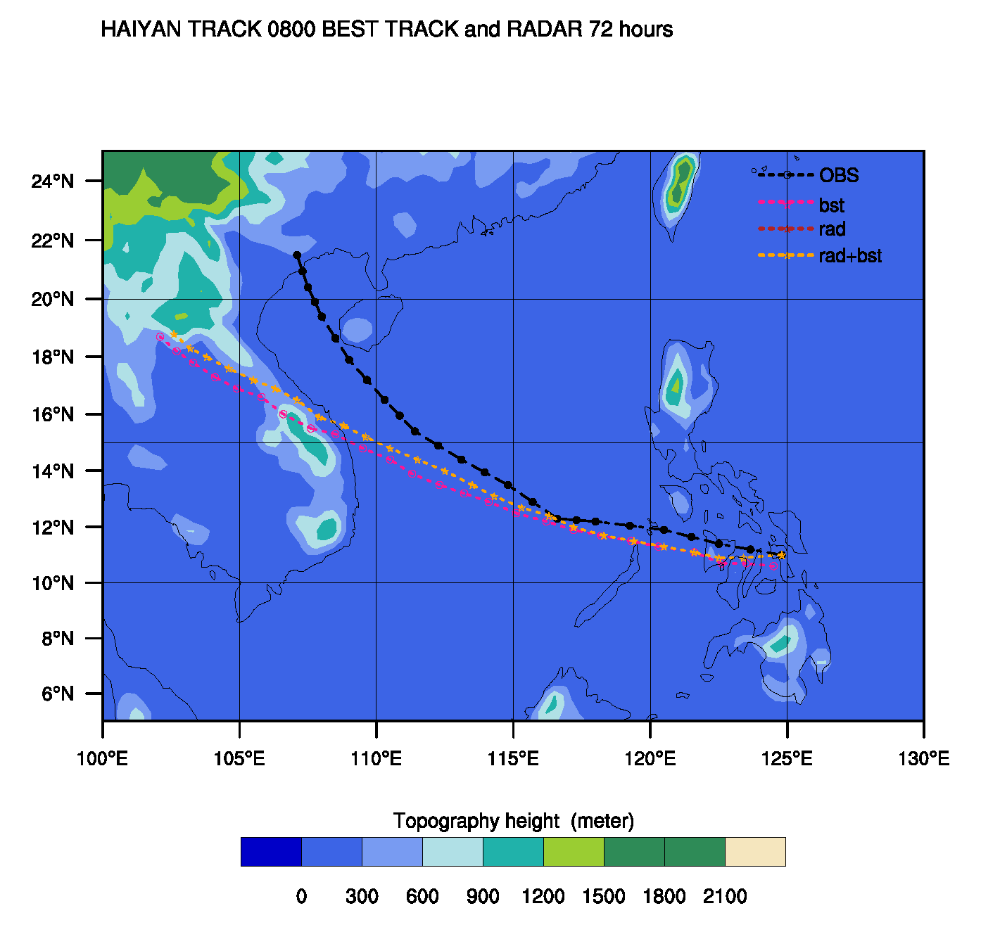 HAIYAN TRACK 0800 BEST TRACK and RADAR 72 hours
24°N
22°N
20°N
18°N
16°N
14°N
12°N
10°N
8°N
6°N
OBS
bst
rad
rad+bst
100°E 105°E 110°E 115°E 120°E 125°E 130°E
Topography height (meter)
0 300 600 900 1200 1500 1800 2100